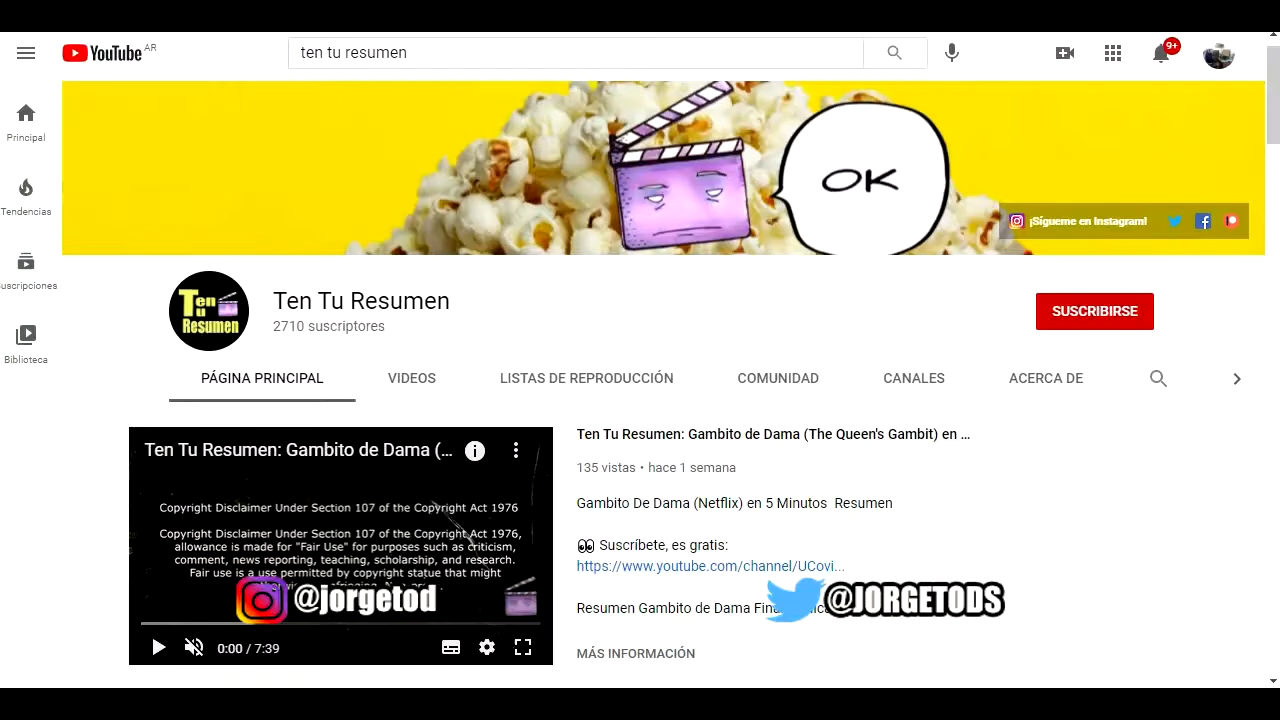 YouTube AR
ten tu resumen
9+
Principal
Tendencias
uscripciones
Biblioteca
OK
¡Sígueme en Instagram!
Ten Tu Resumen
Ten Tu Resumen
2710 suscriptores
SUSCRIBIRSE
PÁGINA PRINCIPAL
VIDEOS
LISTAS DE REPRODUCCIÓN
COMUNIDAD
CANALES
ACERCA DE
Ten Tu Resumen: Gambito de Dama (...
Copyright Disclaimer Under Section 107 of the Copyright Act 1976
Copyright Disclaimer Under Section 107 of the Copyright Act 1976,
allowance is made for "Fair Use" for purposes such as criticism,
comment, news reporting, teaching, scholarship, and research.
Fair use is a use permitted by copyright statue that might
@jorgetod
0:00 / 7:39
Ten Tu Resumen: Gambito de Dama (The Queen's Gambit) en ...
135 vistas • hace 1 semana
Gambito De Dama (Netflix) en 5 Minutos Resumen
👀 Suscríbete, es gratis:
https://www.youtube.com/channel/UCovi...
Resumen Gambito de Dama
@JORGETODS
MÁS INFORMACIÓN